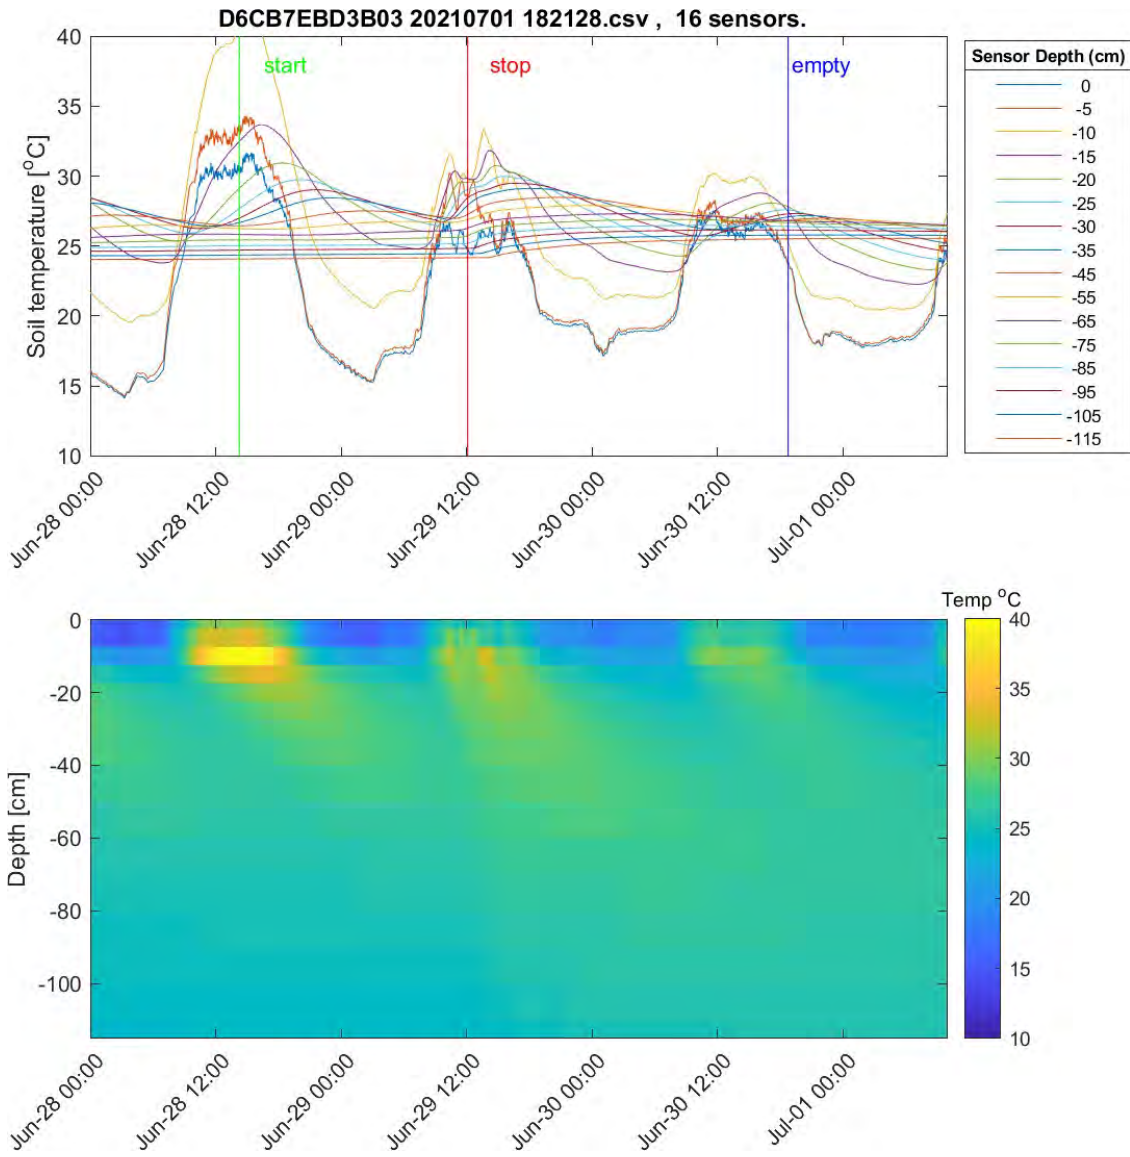 D6CB7EBD3B03 20210701 182128.csv , 16 sensors.
40
35
30
25
20
15
10
Soil temperature [°C]
start
stop
empty
Jun-28 00:00
Jun-28 12:00
Jun-29 00:00
Jun-29 12:00
Jun-30 00:00
Jun-30 12:00
Jul-01 00:00
Sensor Depth (cm)
0
-5
-10
-15
-20
-25
-30
-35
-45
-55
-65
-75
-85
-95
-105
-115
0
-20
-40
-60
-80
-100
Depth [cm]
Jun-28 00:00
Jun-28 12:00
Jun-29 00:00
Jun-29 12:00
Jun-30 00:00
Jun-30 12:00
Jul-01 00:00
Temp °C
40
35
30
25
20
15
10